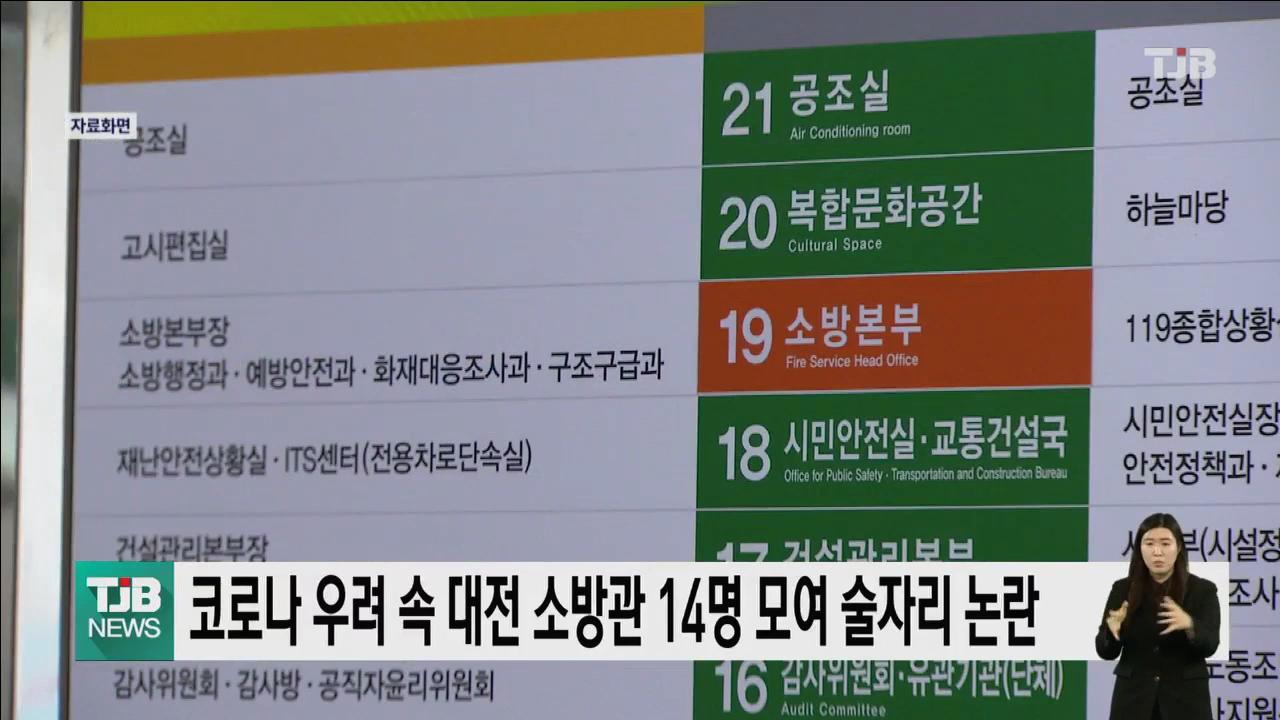 TJB
자료화면
공조실
21 공조실
Air Conditioning room
공조실
고시편집실
20 복합문화공간
Cultural Space
하늘마당
소방본부장
소방행정과·예방안전과·화재대응조사과·구조구급과
19 소방본부
Fire Service Head Office
119종합상황
재난안전상황실·ITS센터(전용차로단속실)
18 시민안전실·교통건설국
Office for Public Safety · Transportation and Construction Bureau
시민안전실장
안전정책과·
건설관리본부장
17 건설관리본부
TJB
NEWS
코로나 우려 속 대전 소방관 14명 모여 술자리 논란
감사위원회·감사방·공직자윤리위원회
16 감사위원회·유관기관(단체)
Audit Committee